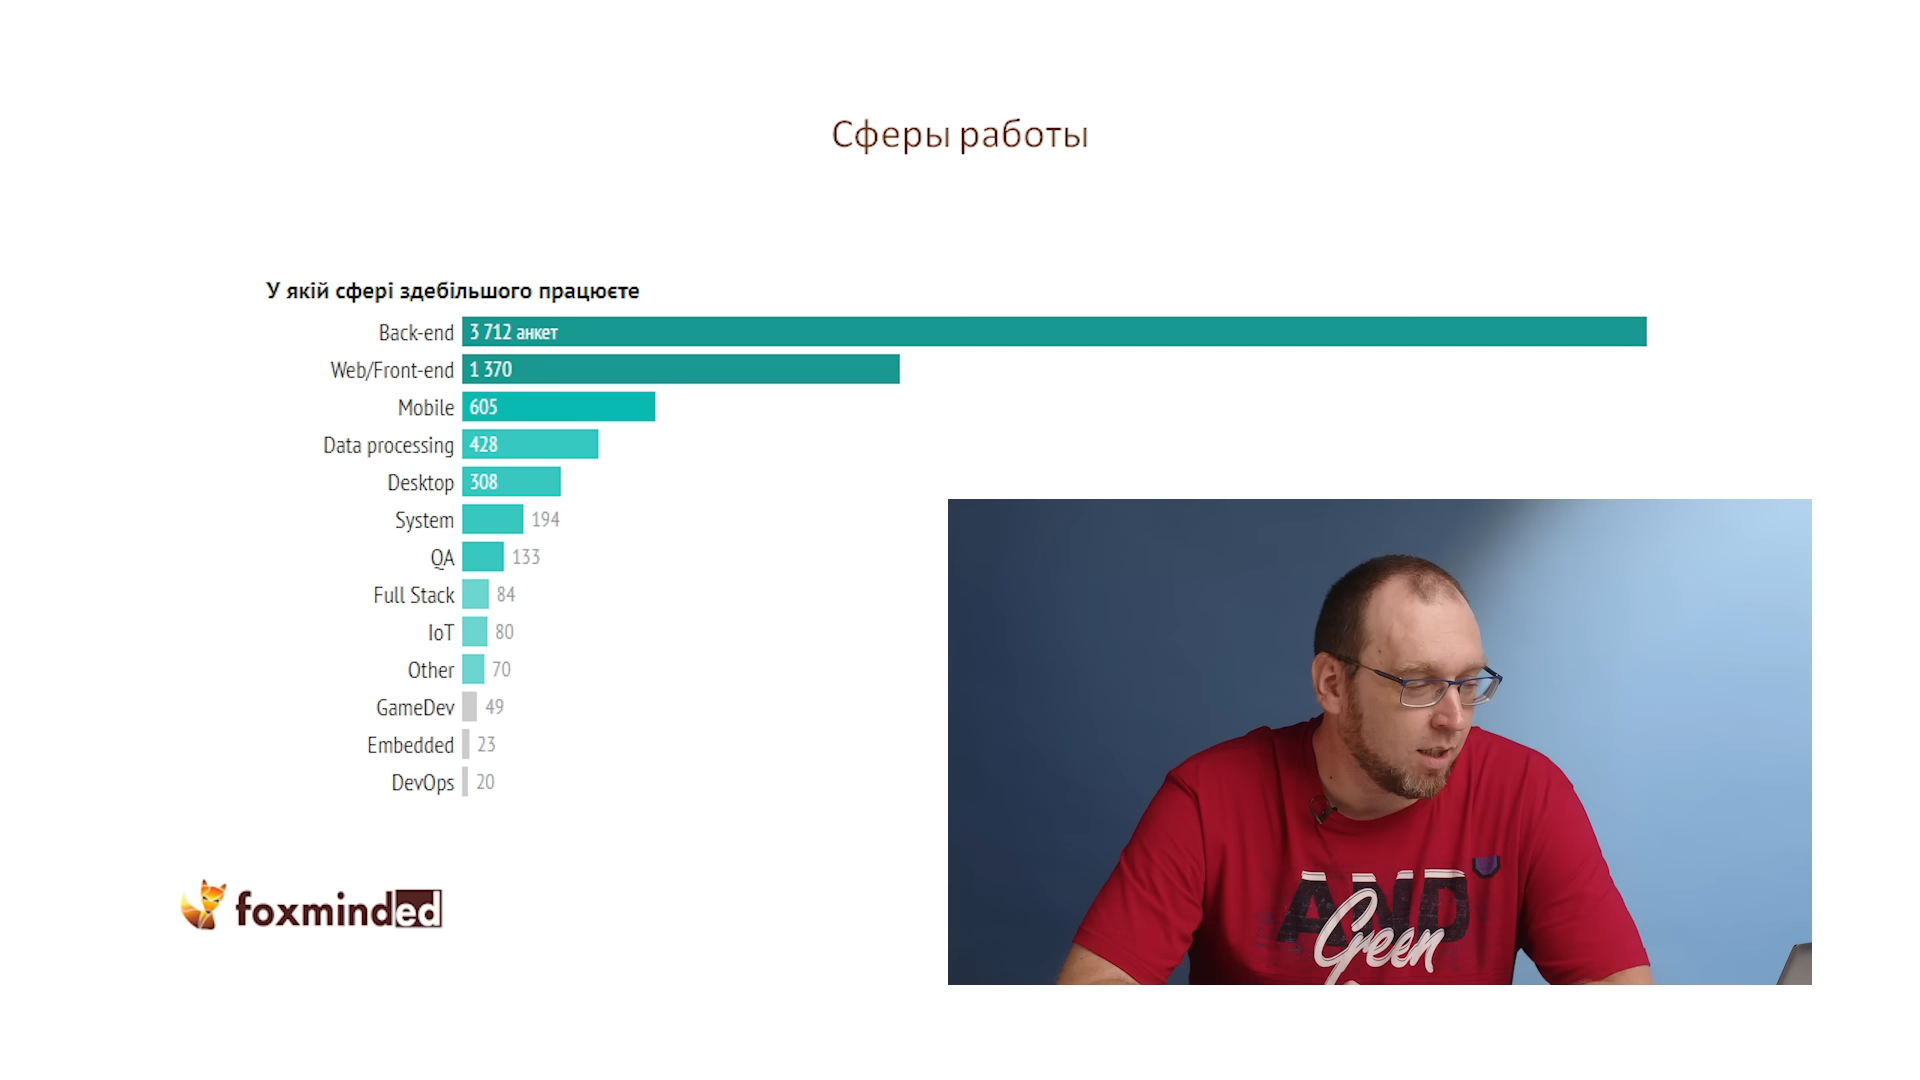 Сферы работы
У якій сфері здебільшого працюєте
Back-end 3 712 анкет
Web/Front-end 1 370
Mobile 605
Data processing 428
Desktop 308
System 194
QA 133
Full Stack 84
IoT 80
Other 70
GameDev 49
Embedded 23
DevOps 20
foxminded
AND
Green